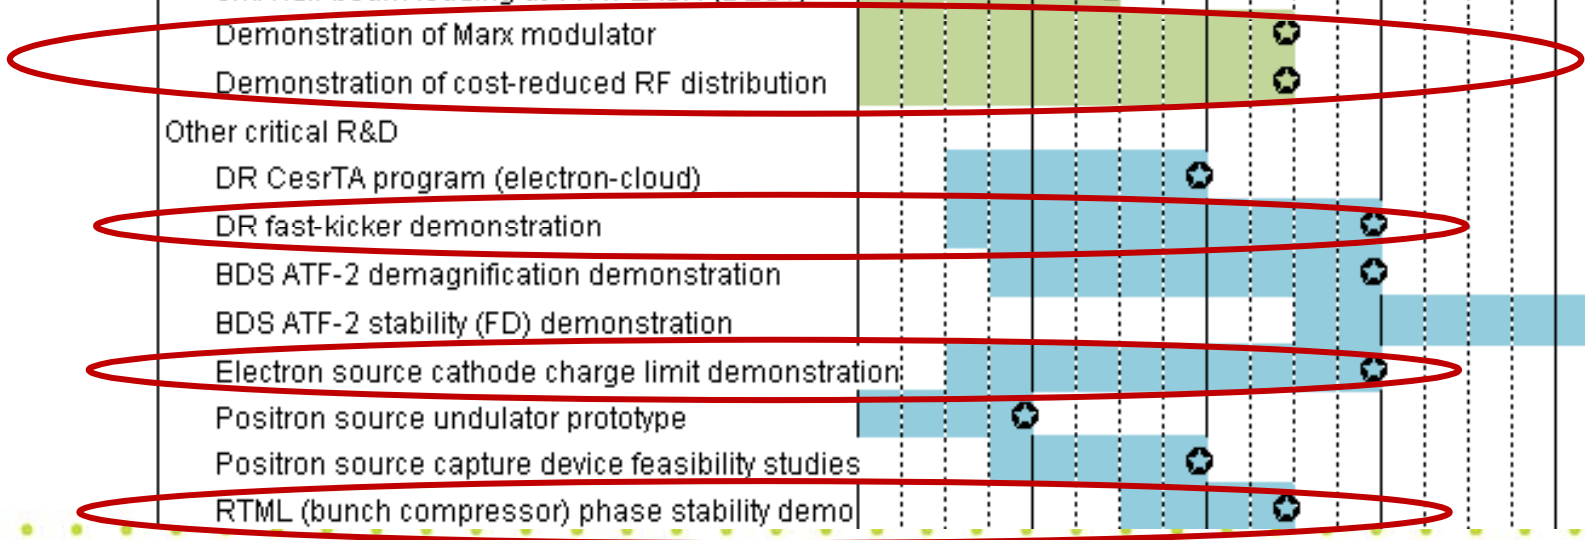 Demonstration of Marx modulator
Demonstration of cost-reduced RF distribution
Other critical R&D
DR CesrTA program (electron-cloud)
DR fast-kicker demonstration
BDS ATF-2 demagnification demonstration
BDS ATF-2 stability (FD) demonstration
Electron source cathode charge limit demonstration
Positron source undulator prototype
Positron source capture device feasibility studies
RTML (bunch compressor) phase stability demo